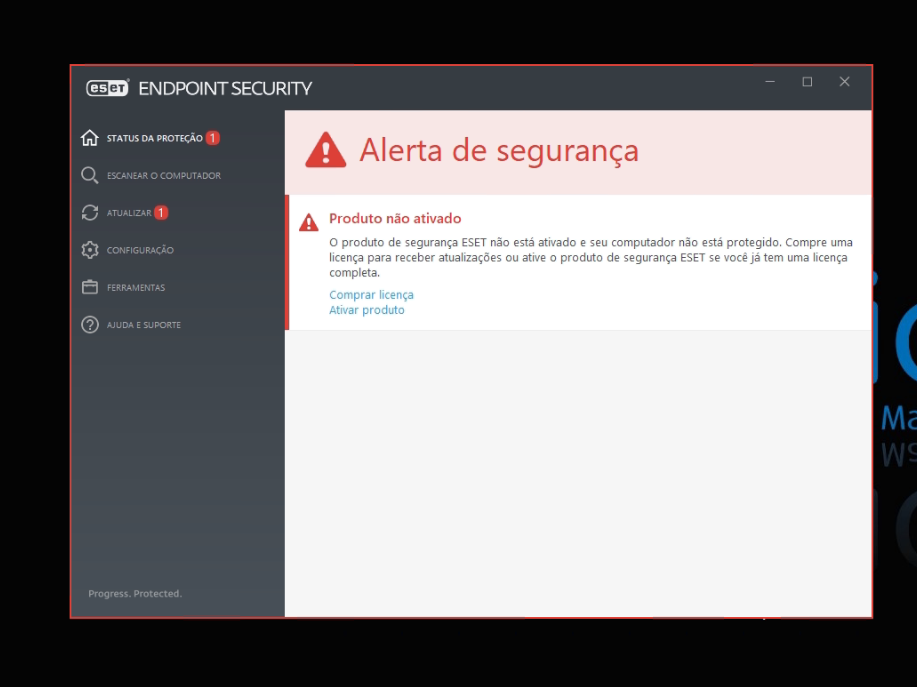 eset ENDPOINT SECURITY
STATUS DA PROTEÇÃO 1
ESCANEAR O COMPUTADOR
ATUALIZAR 1
CONFIGURAÇÃO
FERRAMENTAS
AJUDA E SUPORTE
Progress. Protected.
Alerta de segurança
Produto não ativado
O produto de segurança ESET não está ativado e seu computador não está protegido. Compre uma
licença para receber atualizações ou ative o produto de segurança ESET se você já tem uma licença
completa.
Comprar licença
Ativar produto